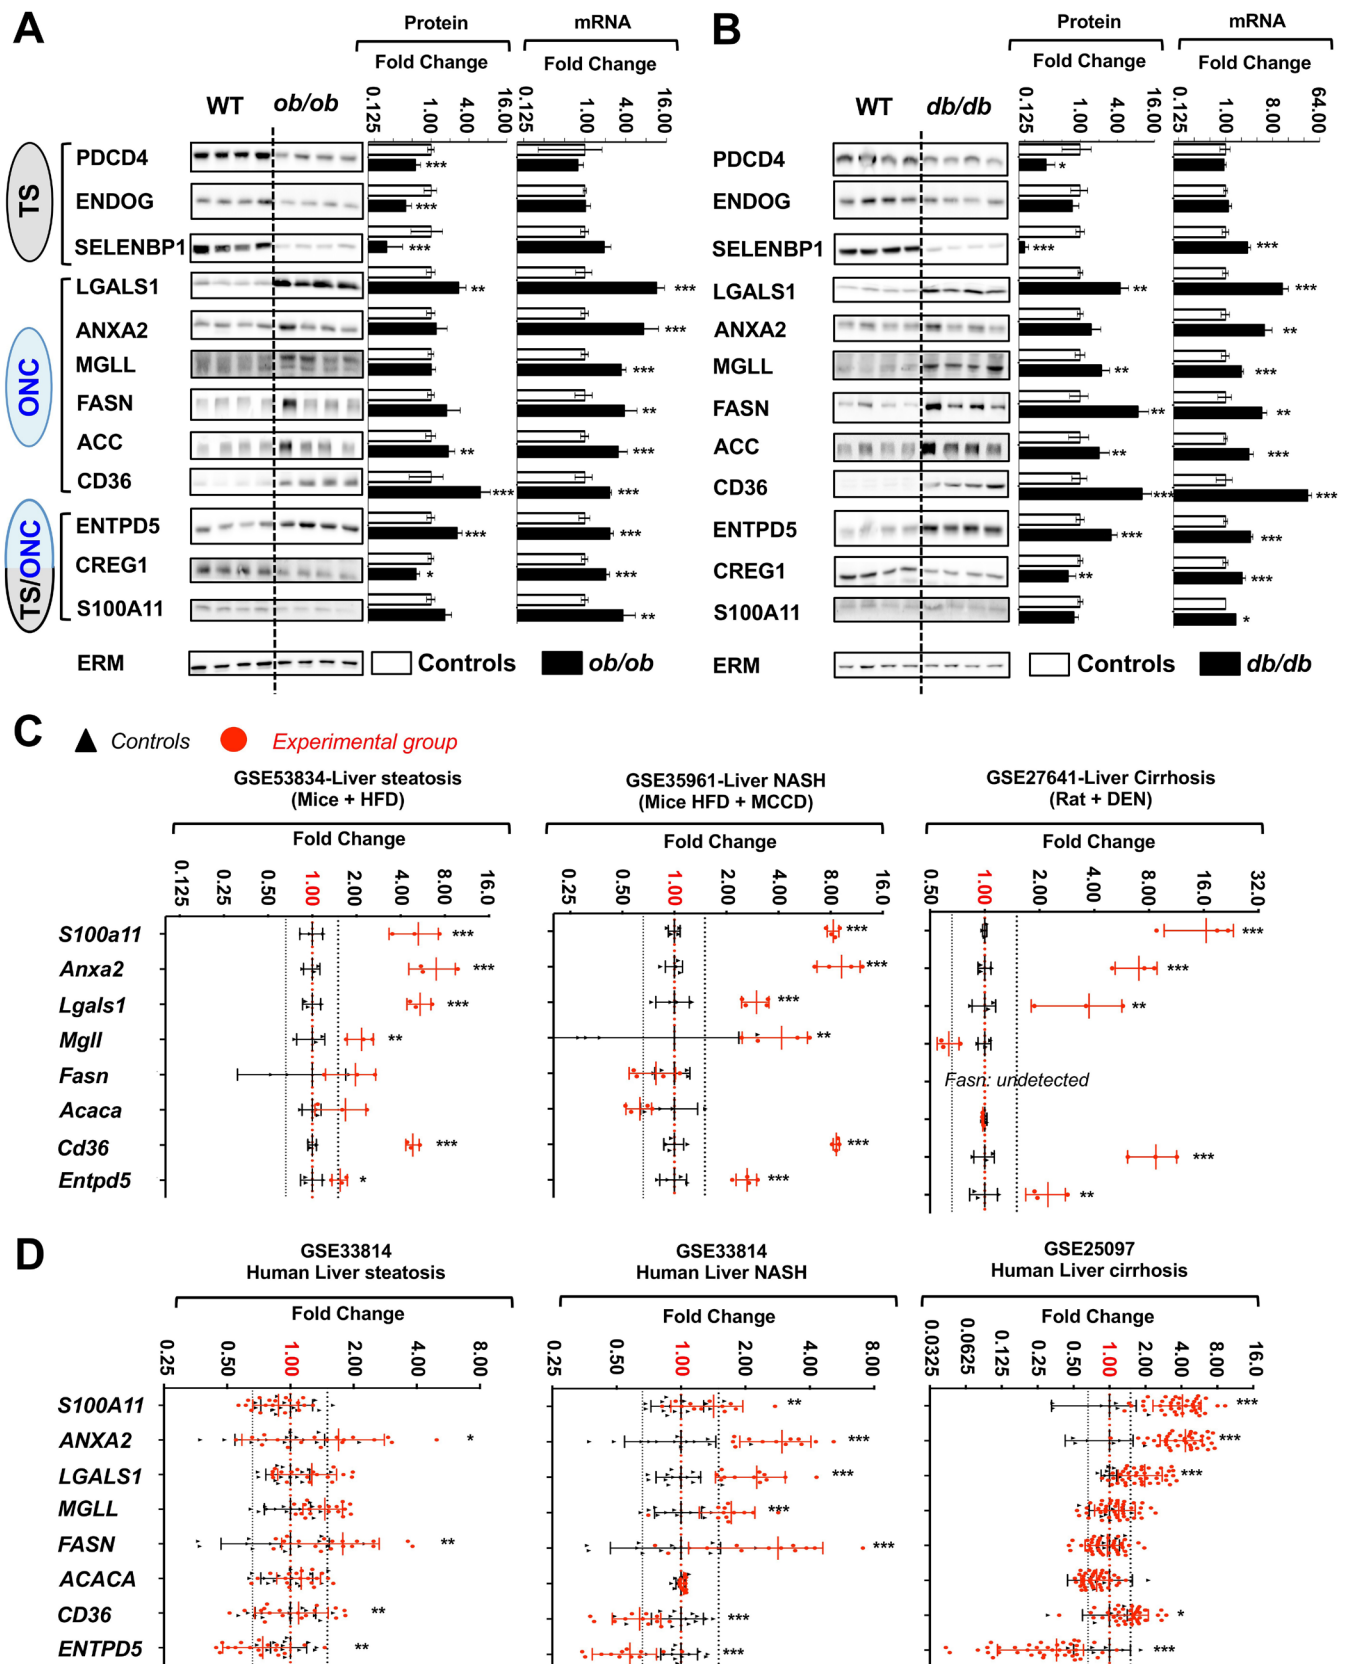 A
Protein
mRNA
Fold Change
Fold Change
WT
ob/ob
0.125
1.00
4.00
16.00
0.125
1.00
4.00
16.00
TS
PDCD4
***
ENDOG
***
SELENBP1
***
ONC
LGALS1
**
***
ANXA2
***
MGLL
***
FASN
**
ACC
**
***
CD36
***
***
TS/ONC
ENTPD5
***
***
CREG1
*
***
S100A11
**
ERM
Controls
ob/ob
B
Protein
mRNA
Fold Change
Fold Change
WT
db/db
0.125
1.00
4.00
16.00
0.125
1.00
8.00
64.00
PDCD4
*
ENDOG
SELENBP1
***
***
LGALS1
**
***
ANXA2
**
MGLL
**
***
FASN
**
**
ACC
**
***
CD36
***
***
ENTPD5
***
***
CREG1
**
***
S100A11
*
ERM
Controls
db/db
C
Controls
Experimental group
GSE53834-Liver steatosis
(Mice + HFD)
Fold Change
0.125
0.25
0.50
1.00
2.00
4.00
8.00
16.0
GSE35961-Liver NASH
(Mice HFD + MCCD)
Fold Change
0.25
0.50
1.00
2.00
4.00
8.00
16.0
GSE27641-Liver Cirrhosis
(Rat + DEN)
Fold Change
0.50
1.00
2.00
4.00
8.00
16.0
32.0
S100a11
***
***
***
Anxa2
***
***
***
Lgals1
***
***
**
Mgll
**
**
Fasn
Fasn: undetected
Acaca
Cd36
***
***
***
Entpd5
*
***
**
D
GSE33814
Human Liver steatosis
Fold Change
0.25
0.50
1.00
2.00
4.00
8.00
GSE33814
Human Liver NASH
Fold Change
0.25
0.50
1.00
2.00
4.00
8.00
GSE25097
Human Liver cirrhosis
Fold Change
0.0325
0.0625
0.125
0.25
0.50
1.00
2.00
4.00
8.00
16.0
S100A11
**
***
ANXA2
*
***
***
LGALS1
***
***
MGLL
***
FASN
**
***
ACACA
CD36
**
***
*
ENTPD5
**
***
***